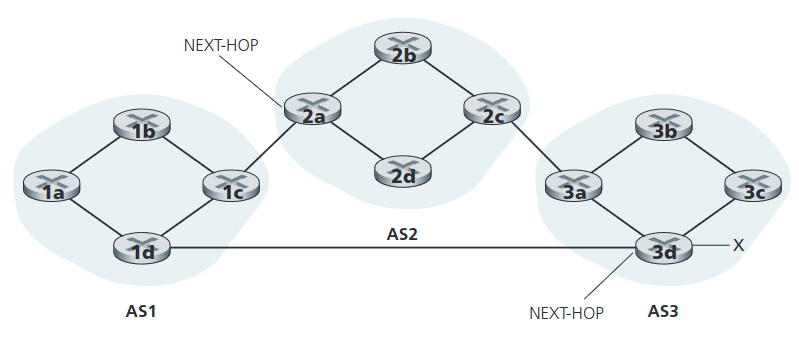 NEXT-HOP
2b
2a
2c
1b
3b
2d
1a
1c
3a
3c
AS2
1d
3d
X
AS1
NEXT-HOP
AS3